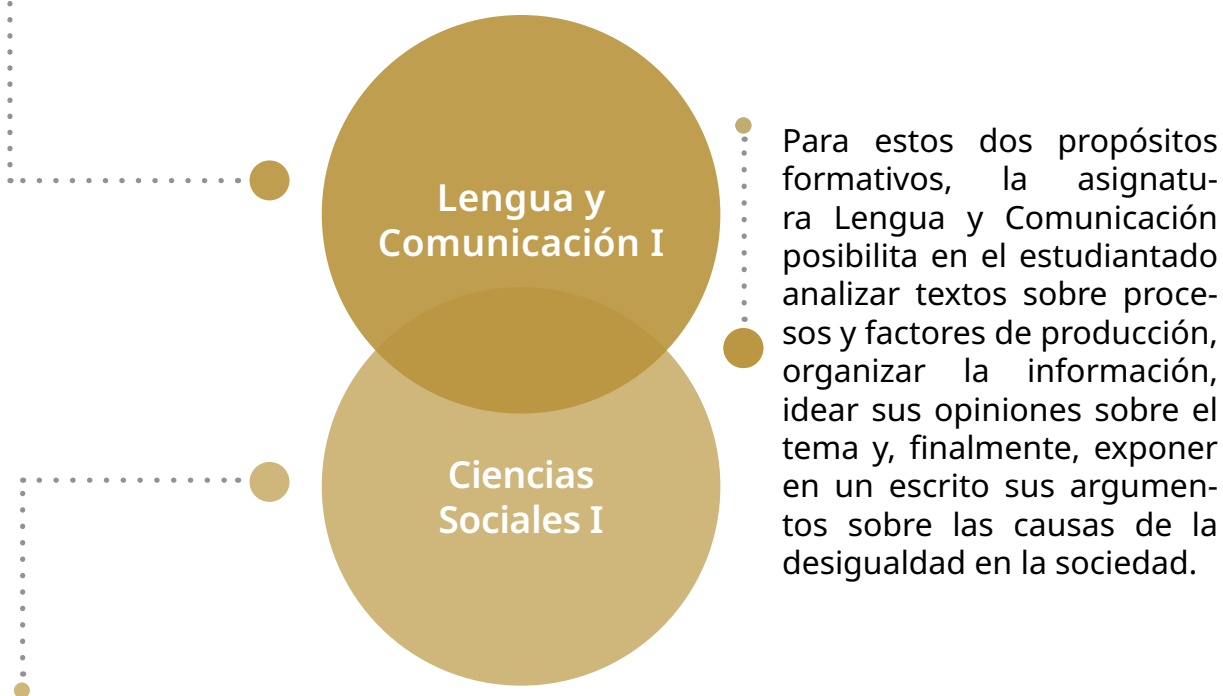 Lengua y
Comunicación I
Ciencias
Sociales I
Para estos dos propósitos
formativos, la asignatu-
ra Lengua y Comunicación
posibilita en el estudiantado
analizar textos sobre proce-
sos y factores de producción,
organizar la información,
idear sus opiniones sobre el
tema y, finalmente, exponer
en un escrito sus argumen-
tos sobre las causas de la
desigualdad en la sociedad.